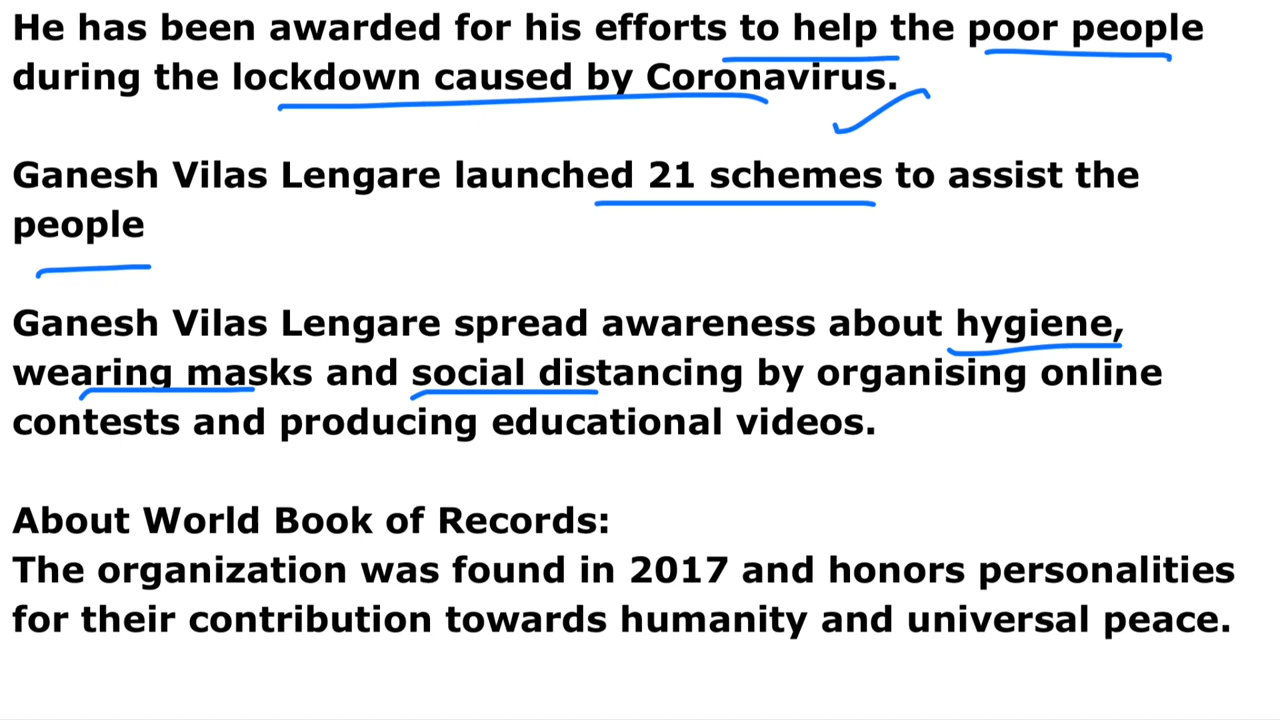 He has been awarded for his efforts to help the poor people
during the lockdown caused by Coronavirus.
Ganesh Vilas Lengare launched 21 schemes to assist the
people
Ganesh Vilas Lengare spread awareness about hygiene,
wearing masks and social distancing by organising online
contests and producing educational videos.
About World Book of Records:
The organization was found in 2017 and honors personalities
for their contribution towards humanity and universal peace.